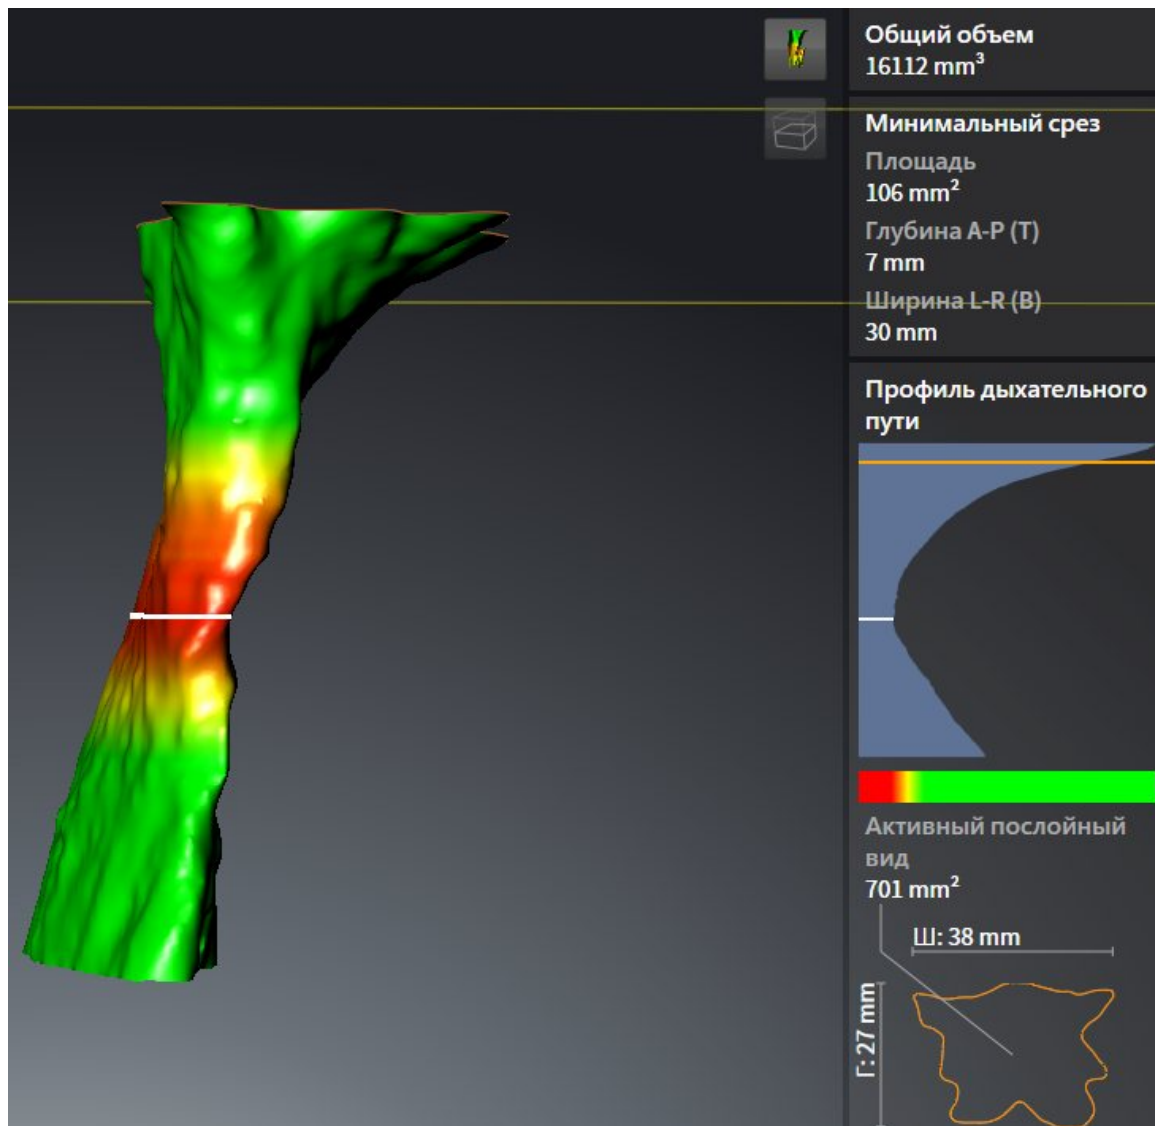 Общий объем
16112 mm³
Минимальный срез
Площадь
106 mm²
Глубина A-P (T)
7 mm
Ширина L-R (B)
30 mm
Профиль дыхательного
пути
Активный послойный
вид
701 mm²
Ш: 38 mm
Г: 27 mm